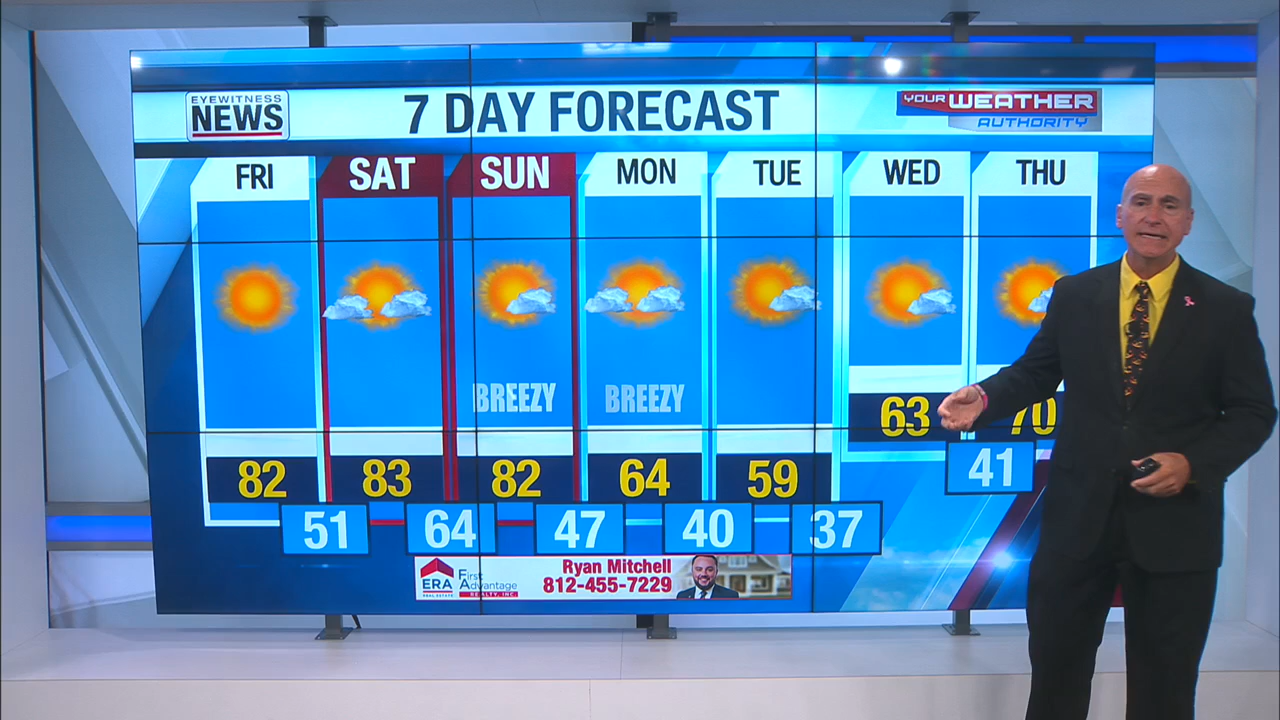 EYEWITNESS
NEWS
7 DAY FORECAST
YOUR WEATHER
AUTHORITY
FRI SAT SUN MON TUE WED THU
BREEZY BREEZY
63 70
82 83 82 64 59
41
51 64 47 40 37
ERA
REAL ESTATE
First
Advantage
REALTY, INC.
Ryan Mitchell
812-455-7229